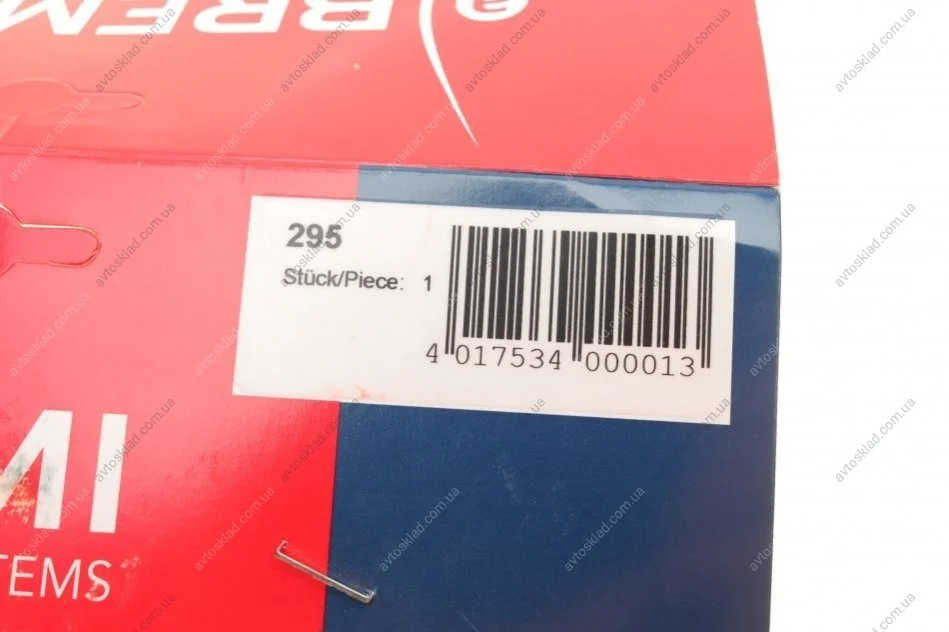 BREM
295
Stück/Piece: 1
4 017534 000013
MI
TEMS
avtosklad.com.ua